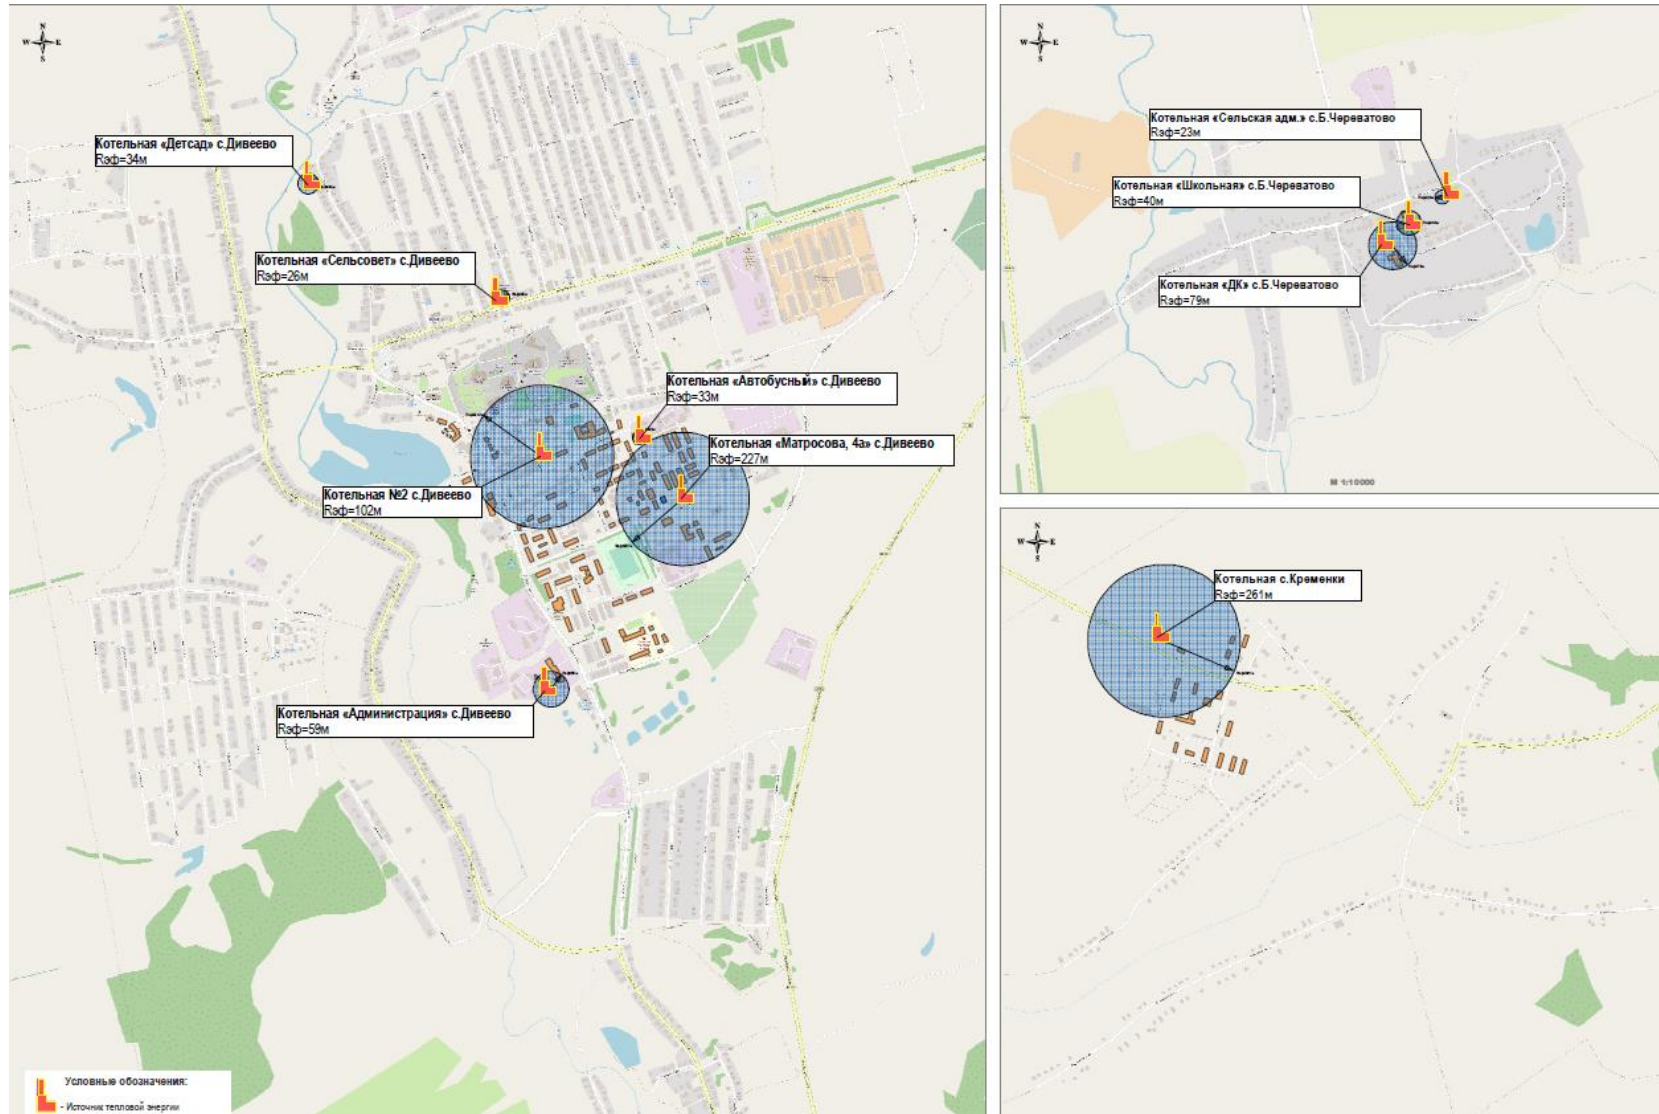 N
W E
S
Котельная «Детсад» с.Дивеево
Rэф=34м
Котельная «Сельсовет» с.Дивеево
Rэф=26м
Котельная «Автобусный» с.Дивеево
Rэф=33м
Котельная «Матросова, 4а» с.Дивеево
Rэф=227м
Котельная №2 с.Дивеево
Rэф=102м
Котельная «Администрация» с.Дивеево
Rэф=59м
Условные обозначения:
- Источник тепловой энергии
N
W E
S
Котельная «Сельская адм.» с.Б.Череватово
Rэф=23м
Котельная «Школьная» с.Б.Череватово
Rэф=40м
Котельная «ДК» с.Б.Череватово
Rэф=79м
М 1:10000
N
W E
S
Котельная с.Кременки
Rэф=261м